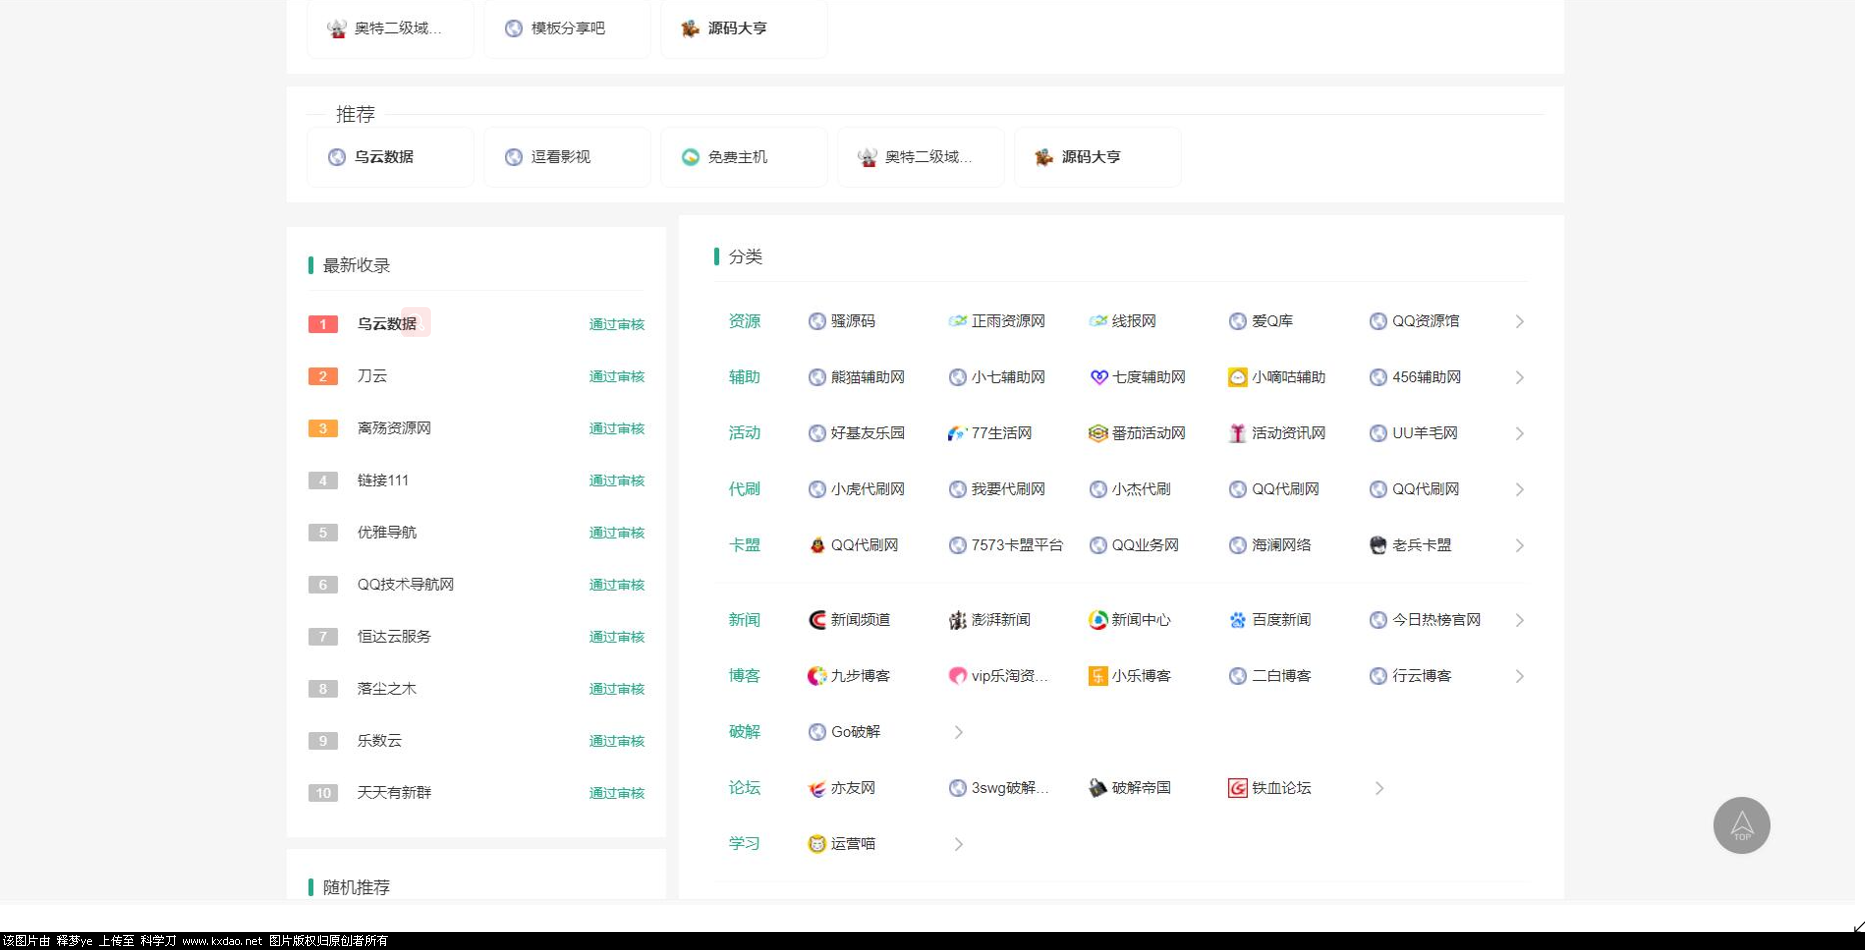 奥特二级域... 模板分享吧 源码大亨
推荐
乌云数据 逗看影视 免费主机 奥特二级域... 源码大亨
最新收录
1 乌云数据 通过审核
2 刀云 通过审核
3 离殇资源网 通过审核
4 链接111 通过审核
5 优雅导航 通过审核
6 QQ技术导航网 通过审核
7 恒达云服务 通过审核
8 落尘之木 通过审核
9 乐数云 通过审核
10 天天有新群 通过审核
随机推荐
分类
资源 骚源码 正雨资源网 线报网 爱Q库 QQ资源馆
辅助 熊猫辅助网 小七辅助网 七度辅助网 小嘀咕辅助 456辅助网
活动 好基友乐园 77生活网 番茄活动网 活动资讯网 UU羊毛网
代刷 小虎代刷网 我要代刷网 小杰代刷 QQ代刷网 QQ代刷网
卡盟 QQ代刷网 7573卡盟平台 QQ业务网 海澜网络 老兵卡盟
新闻 新闻频道 澎湃新闻 新闻中心 百度新闻 今日热榜官网
博客 九步博客 vip乐淘资... 小乐博客 二白博客 行云博客
破解 Go破解
论坛 亦友网 3swg破解... 破解帝国 铁血论坛
学习 运营喵
TOP
该图片由 释梦ye 上传至 科学刀 www.kxdao.net 图片版权归原创者所有